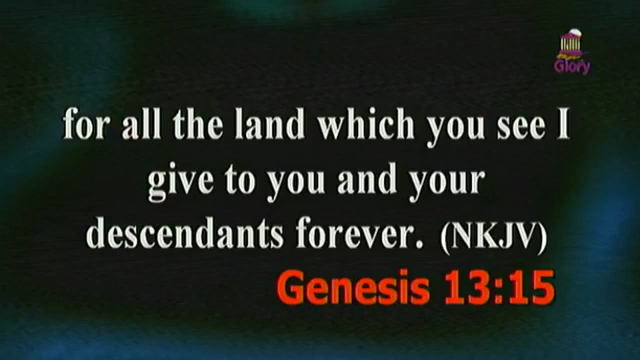 Glory
for all the land which you see I
give to you and your
descendants forever. (NKJV)
Genesis 13:15